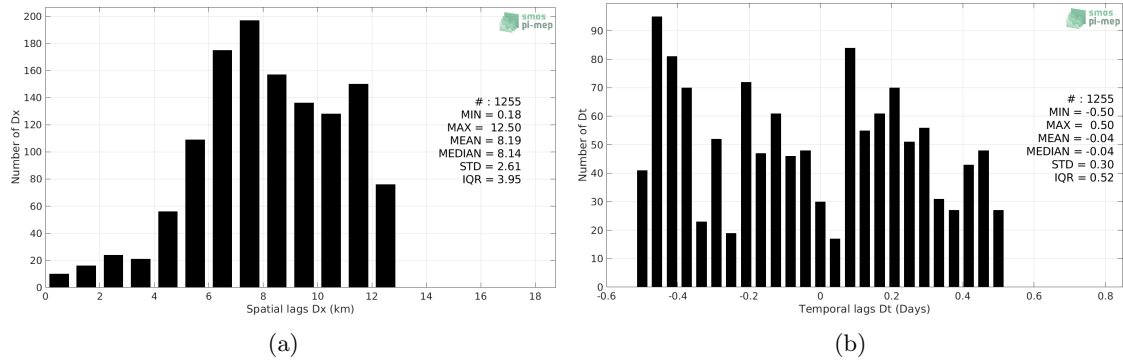 200
180
160
140
120
100
80
60
40
20
0
Number of Dx
0 2 4 6 8 10 12 14 16 18
Spatial lags Dx (km)
smos
pi-mep
# : 1255
MIN = 0.18
MAX = 12.50
MEAN = 8.19
MEDIAN = 8.14
STD = 2.61
IQR = 3.95
(a)
90
80
70
60
50
40
30
20
10
0
Number of Dt
-0.6 -0.4 -0.2 0 0.2 0.4 0.6 0.8
Temporal lags Dt (Days)
smos
pi-mep
# : 1255
MIN = -0.50
MAX = 0.50
MEAN = -0.04
MEDIAN = -0.04
STD = 0.30
IQR = 0.52
(b)